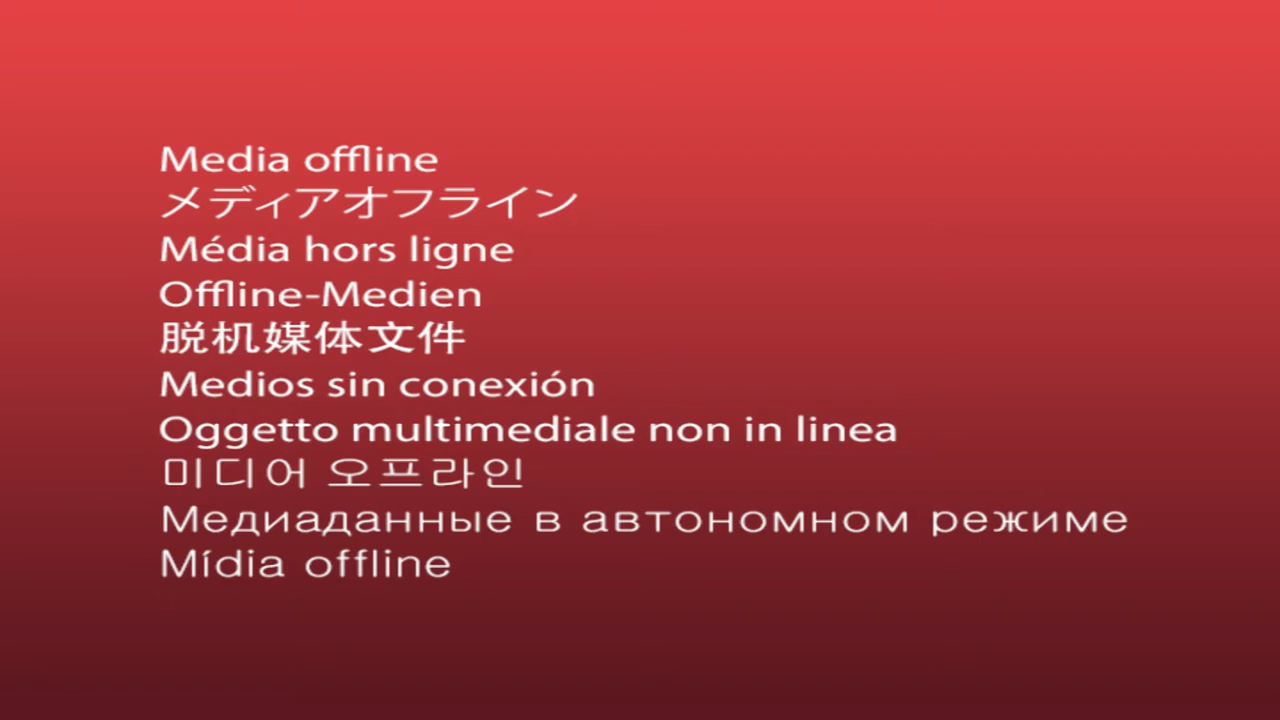 Media offline
メディアオフライン
Média hors ligne
Offline-Medien
脱机媒体文件
Medios sin conexión
Oggetto multimediale non in linea
미디어 오프라인
Медиаданные в автономном режиме
Mídia offline